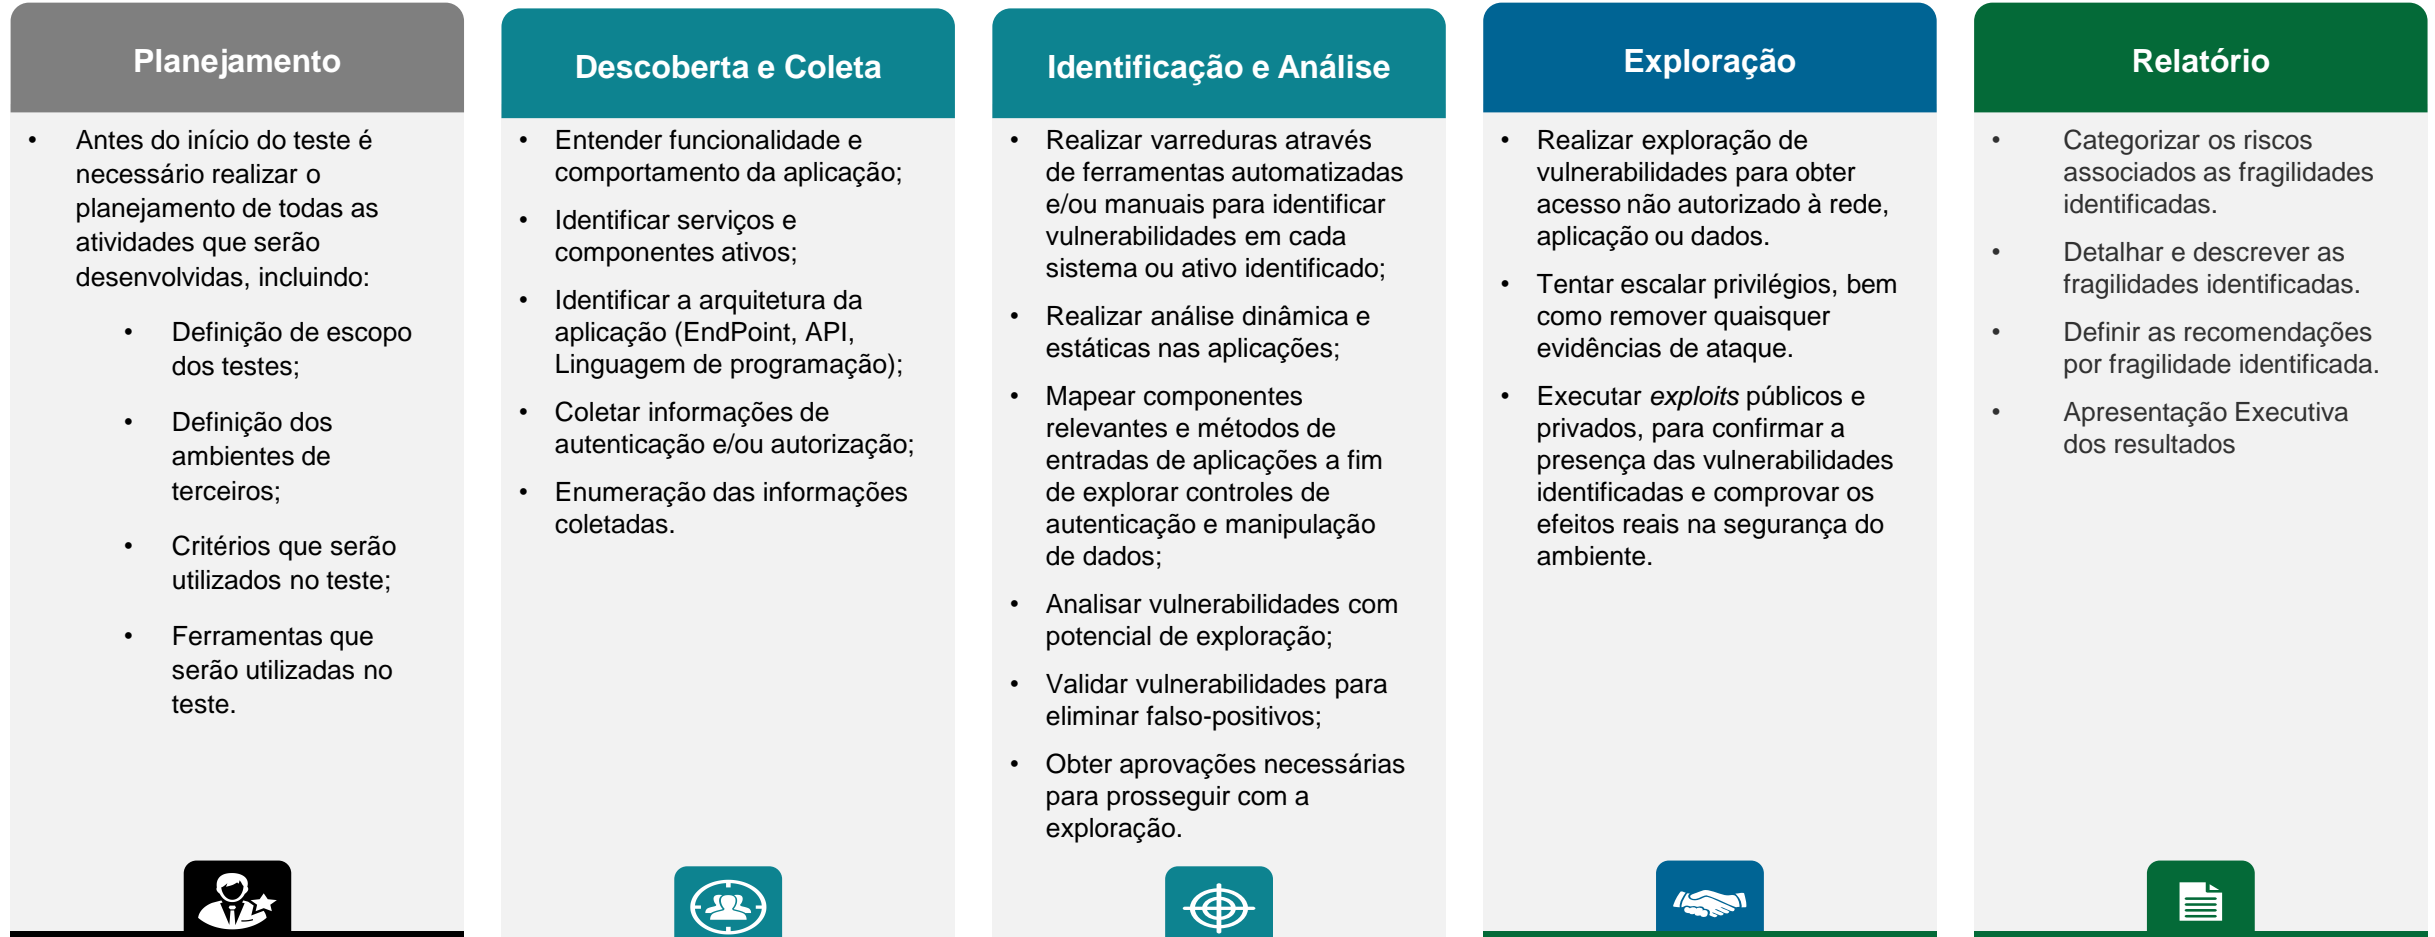 Planejamento
• Antes do início do teste é
necessário realizar o
planejamento de todas as
atividades que serão
desenvolvidas, incluindo:
• Definição de escopo
dos testes;
• Definição dos
ambientes de
terceiros;
• Critérios que serão
utilizados no teste;
• Ferramentas que
serão utilizadas no
teste.
Descoberta e Coleta
• Entender funcionalidade e
comportamento da aplicação;
• Identificar serviços e
componentes ativos;
• Identificar a arquitetura da
aplicação (EndPoint, API,
Linguagem de programação);
• Coletar informações de
autenticação e/ou autorização;
• Enumeração das informações
coletadas.
Identificação e Análise
• Realizar varreduras através
de ferramentas automatizadas
e/ou manuais para identificar
vulnerabilidades em cada
sistema ou ativo identificado;
• Realizar análise dinâmica e
estáticas nas aplicações;
• Mapear componentes
relevantes e métodos de
entradas de aplicações a fim
de explorar controles de
autenticação e manipulação
de dados;
• Analisar vulnerabilidades com
potencial de exploração;
• Validar vulnerabilidades para
eliminar falso-positivos;
• Obter aprovações necessárias
para prosseguir com a
exploração.
Exploração
• Realizar exploração de
vulnerabilidades para obter
acesso não autorizado à rede,
aplicação ou dados.
• Tentar escalar privilégios, bem
como remover quaisquer
evidências de ataque.
• Executar exploits públicos e
privados, para confirmar a
presença das vulnerabilidades
identificadas e comprovar os
efeitos reais na segurança do
ambiente.
Relatório
• Categorizar os riscos
associados as fragilidades
identificadas.
• Detalhar e descrever as
fragilidades identificadas.
• Definir as recomendações
por fragilidade identificada.
• Apresentação Executiva
dos resultados